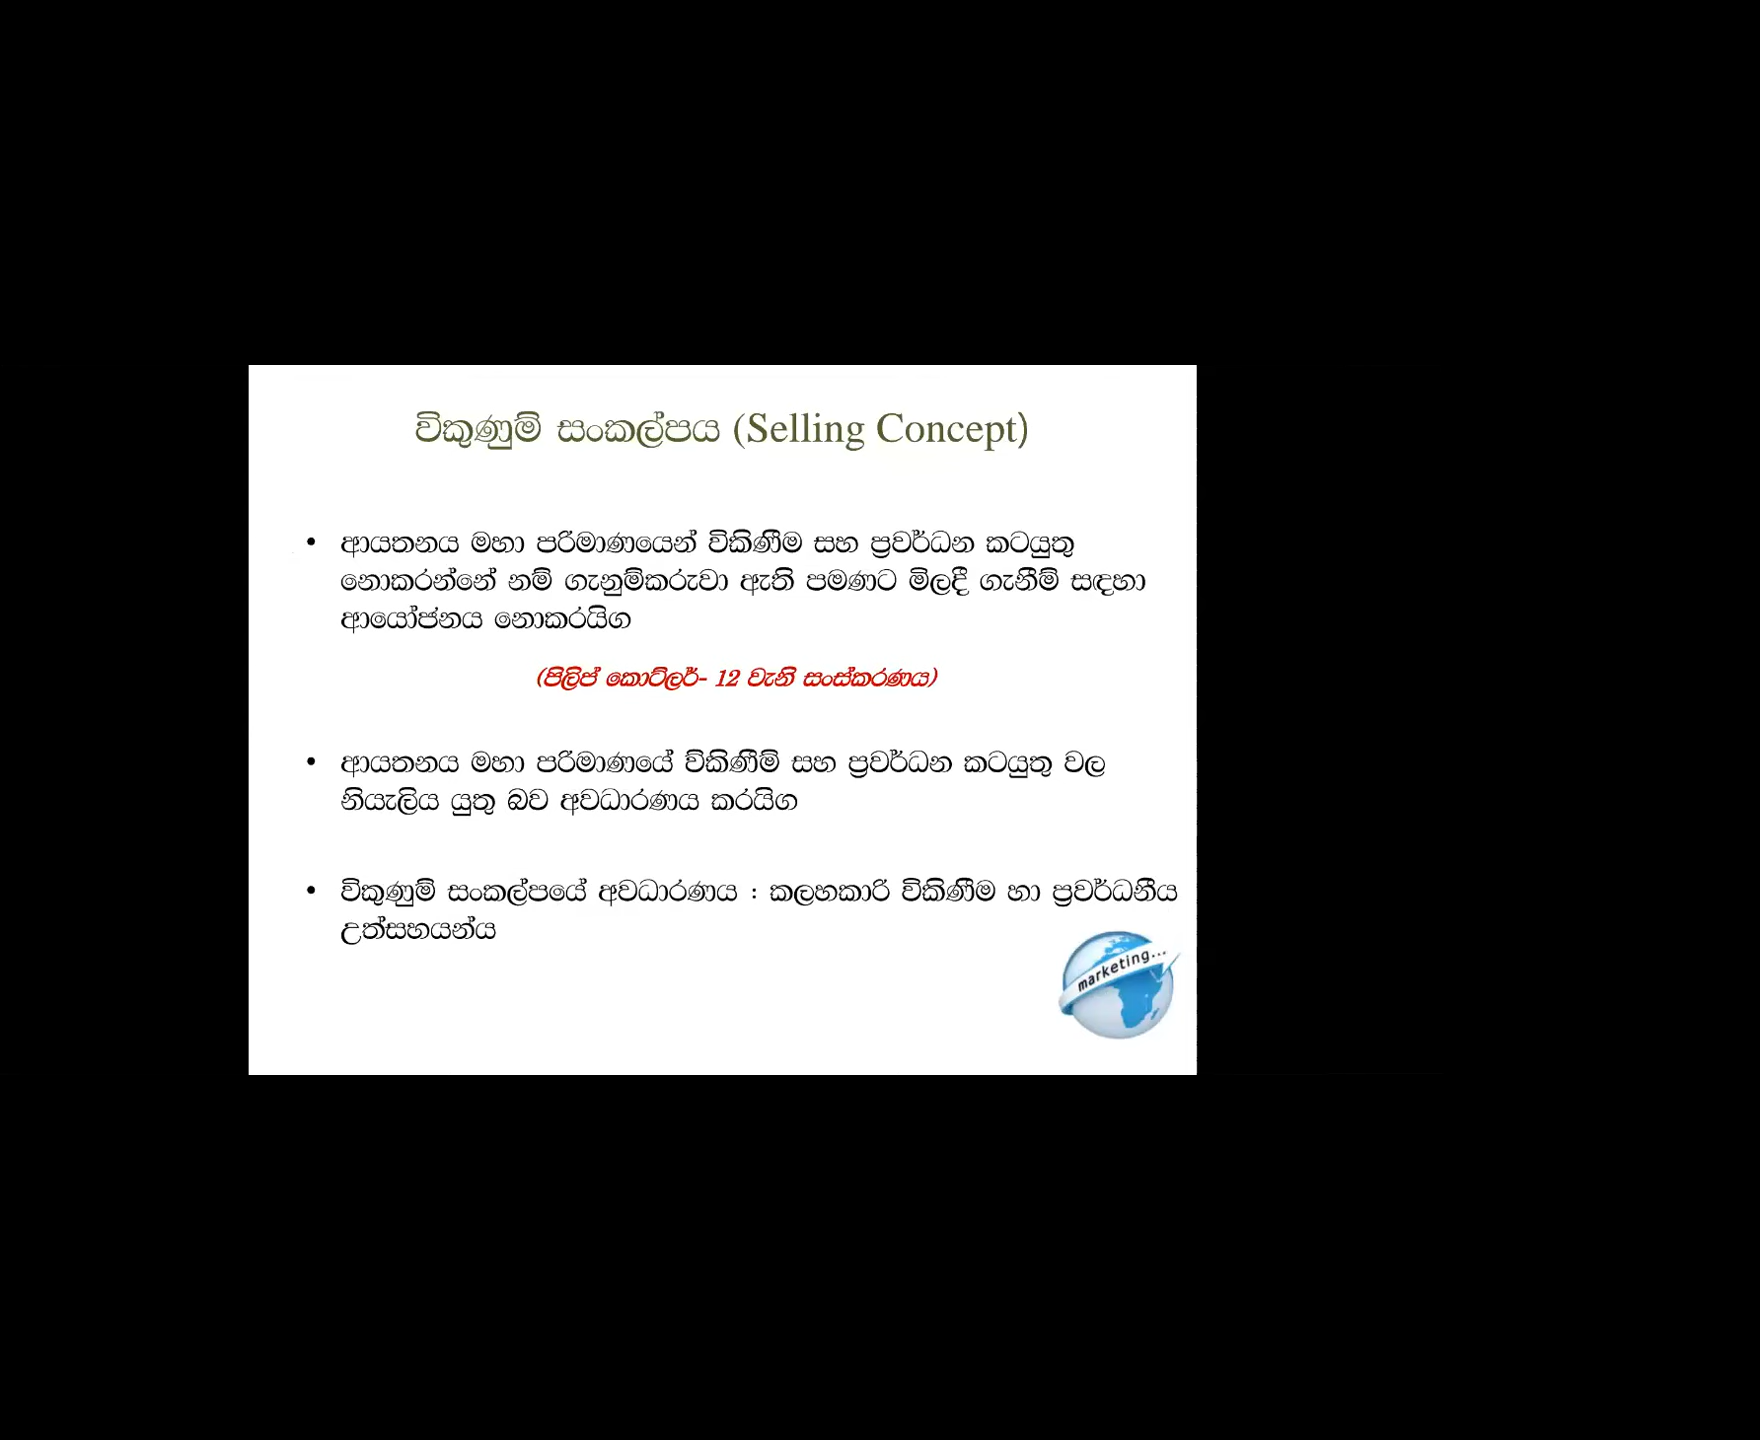 විකුණුම් සංකල්පය (Selling Concept)
• ආයතනය මහා පරිමාණයෙන් විකිණීම සහ ප්‍රවර්ධන කටයුතු
නොකරන්නේ නම් ගැනුම්කරුවා ඇති පමණට මිලදී ගැනීම් සඳහා
ආයෝජනය නොකරයිග
(පිලිප් කොට්ලර්- 12 වැනි සංස්කරණය)
• ආයතනය මහා පරිමාණයේ විකිණීම් සහ ප්‍රවර්ධන කටයුතු වල
නියැලිය යුතු බව අවධාරණය කරයිග
• විකුණුම් සංකල්පයේ අවධාරණය : කලහකාරි විකිණීම හා ප්‍රවර්ධනීය
උත්සහයන්ය
marketing...